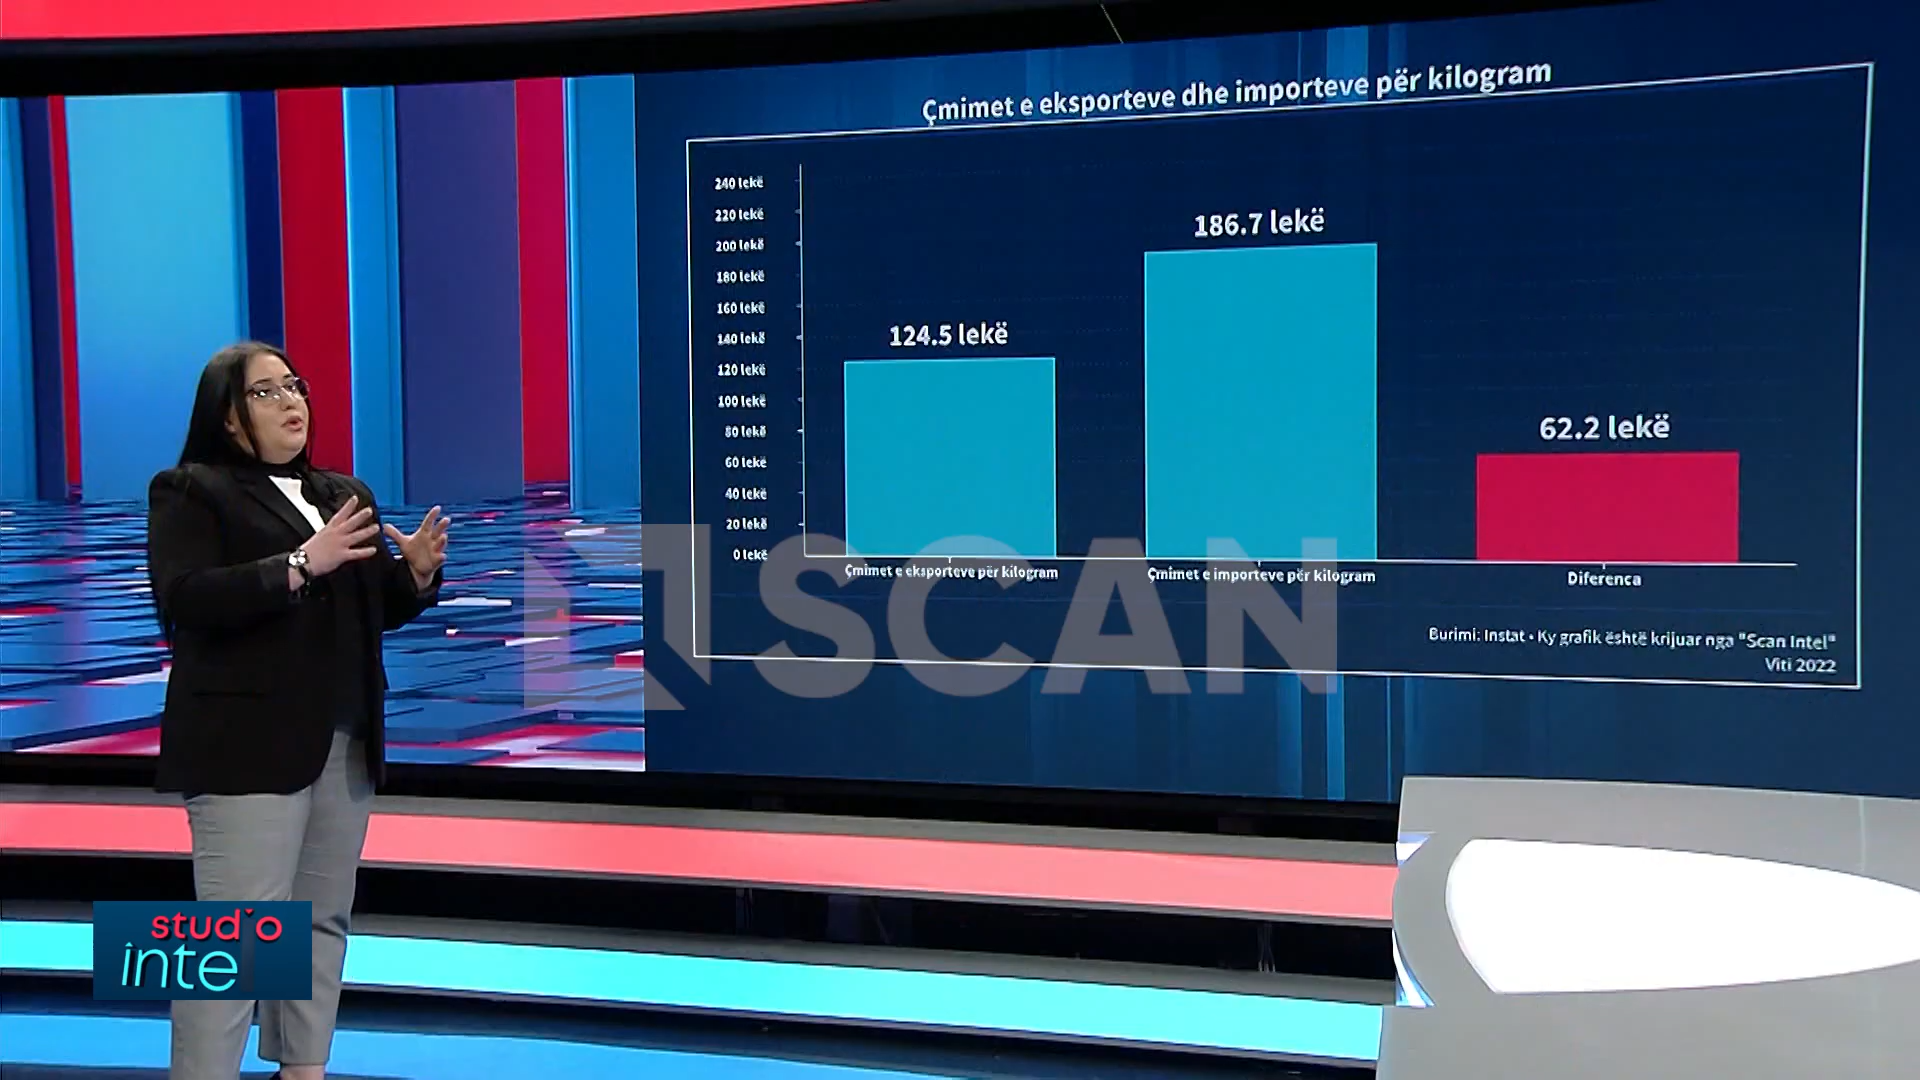 Çmimet e eksporteve dhe importeve për kilogram
240 lekë
220 lekë
200 lekë
180 lekë
160 lekë
140 lekë
120 lekë
100 lekë
80 lekë
60 lekë
40 lekë
20 lekë
0 lekë
124.5 lekë
186.7 lekë
62.2 lekë
Çmimet e eksporteve për kilogram
Çmimet e importeve për kilogram
Diferenca
Burimi: Instat • Ky grafik është krijuar nga "Scan Intel"
Viti 2022
SCAN
studio
intel